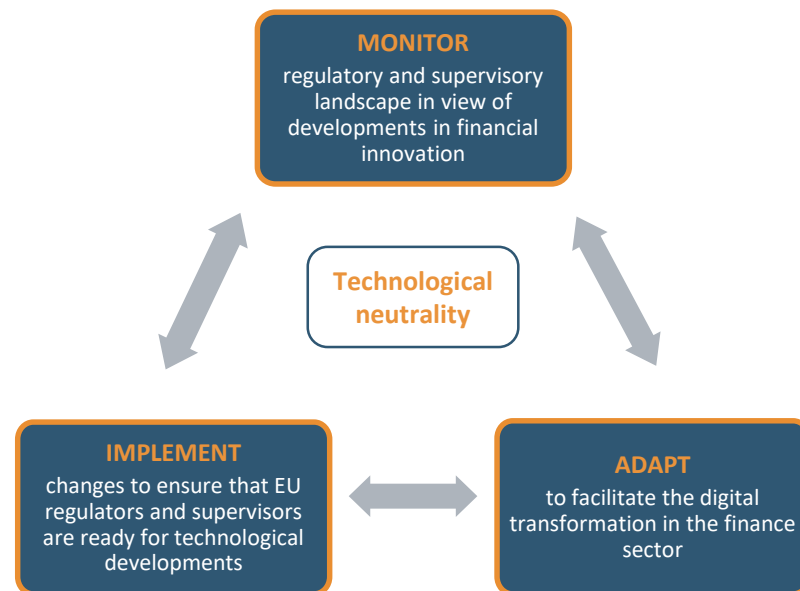 MONITOR
regulatory and supervisory
landscape in view of
developments in financial
innovation
Technological
neutrality
IMPLEMENT
changes to ensure that EU
regulators and supervisors
are ready for technological
developments
ADAPT
to facilitate the digital
transformation in the finance
sector